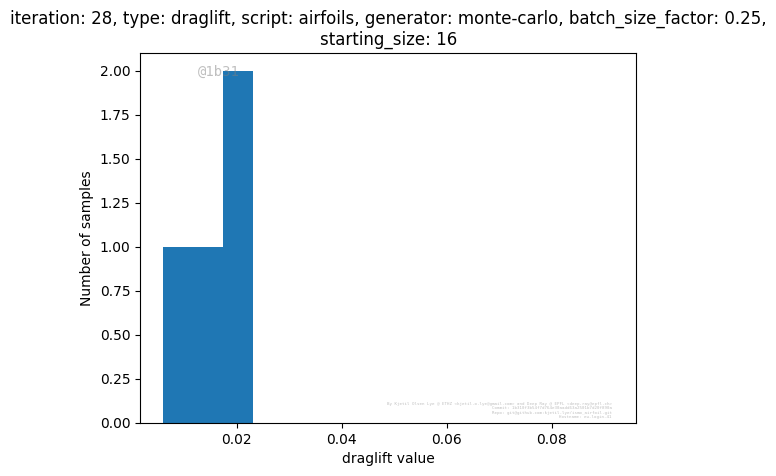 iteration: 28, type: draglift, script: airfoils, generator: monte-carlo, batch_size_factor: 0.25,
starting_size: 16
@1b31
2.00
1.75
1.50
1.25
1.00
0.75
0.50
0.25
0.00
Number of samples
0.02 0.04 0.06 0.08
draglift value